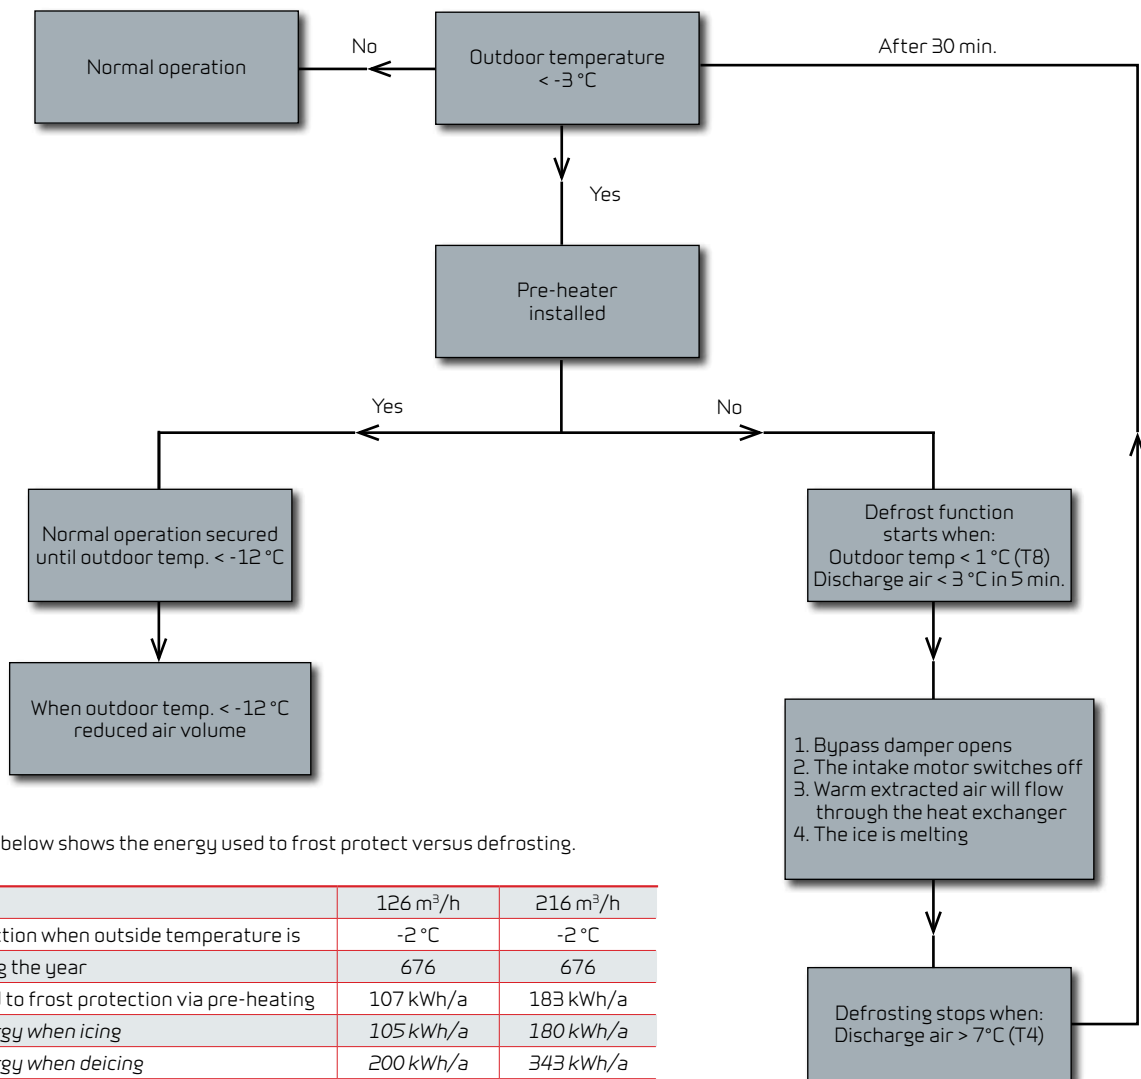 Normal operation
No
Outdoor temperature
< -3 °C
After 30 min.
Yes
Pre-heater
installed
Yes
No
Normal operation secured
until outdoor temp. < -12 °C
Defrost function
starts when:
Outdoor temp < 1 °C (T8)
Discharge air < 3 °C in 5 min.
When outdoor temp. < -12 °C
reduced air volume
1. Bypass damper opens
2. The intake motor switches off
3. Warm extracted air will flow
through the heat exchanger
4. The ice is melting
below shows the energy used to frost protect versus defrosting.
126 m³/h 216 m³/h
ction when outside temperature is -2 °C -2 °C
g the year 676 676
d to frost protection via pre-heating 107 kWh/a 183 kWh/a
rgy when icing 105 kWh/a 180 kWh/a
rgy when deicing 200 kWh/a 343 kWh/a
Defrosting stops when:
Discharge air > 7°C (T4)